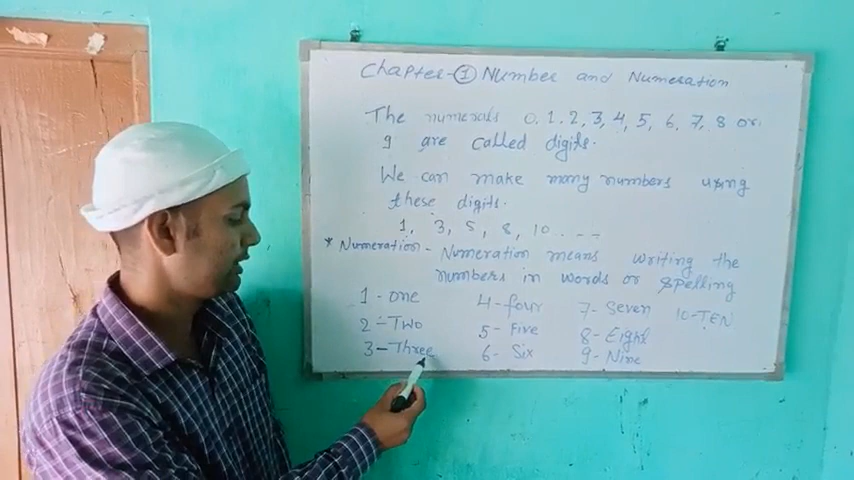 Chapter-① Number and Numeration
The numerals 0, 1, 2, 3, 4, 5, 6, 7, 8 or
9 are called digits.
We can make many numbers using
these digits.
1, 3, 5, 8, 10 . . - -
* Numeration - Numeration means writing the
numbers in words or spelling
1 - one 4 - four 7 - Seven 10 - TEN
2 - Two 5 - Five 8 - Eight
3 - Three 6 - Six 9 - Nine